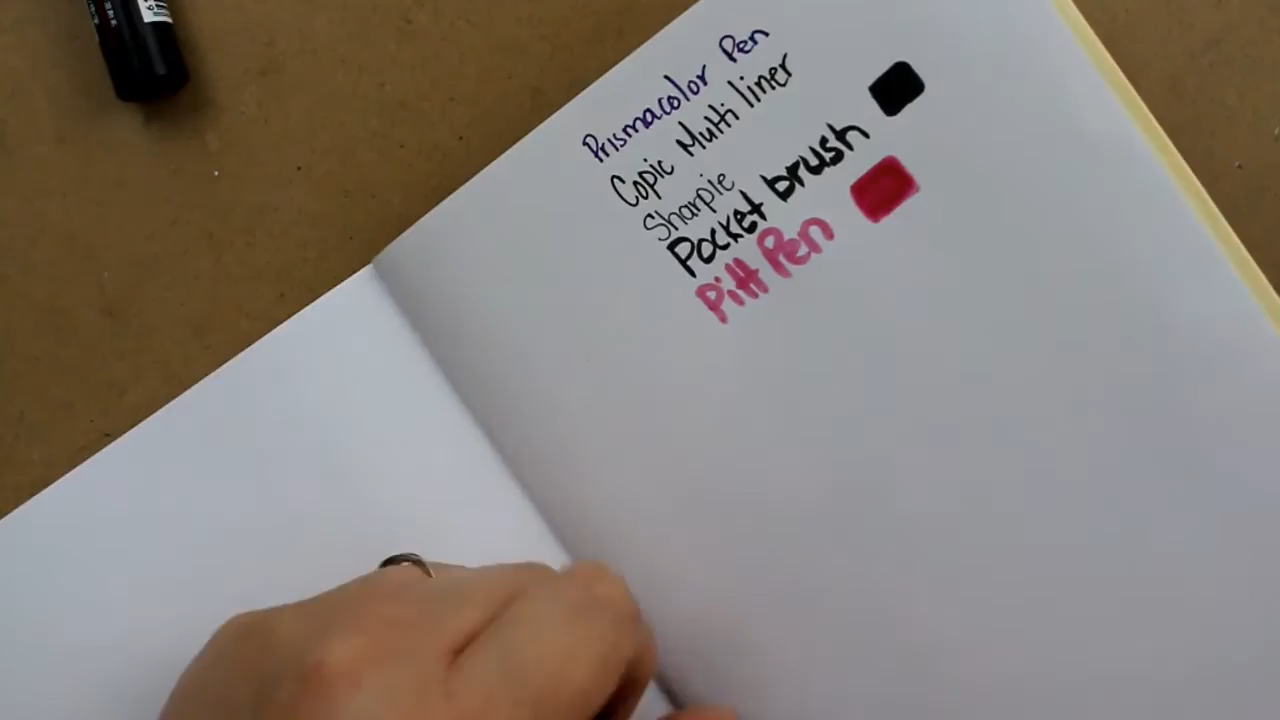 Prismacolor Pen
Copic Multi liner
Sharpie
Pocket brush
Pitt Pen